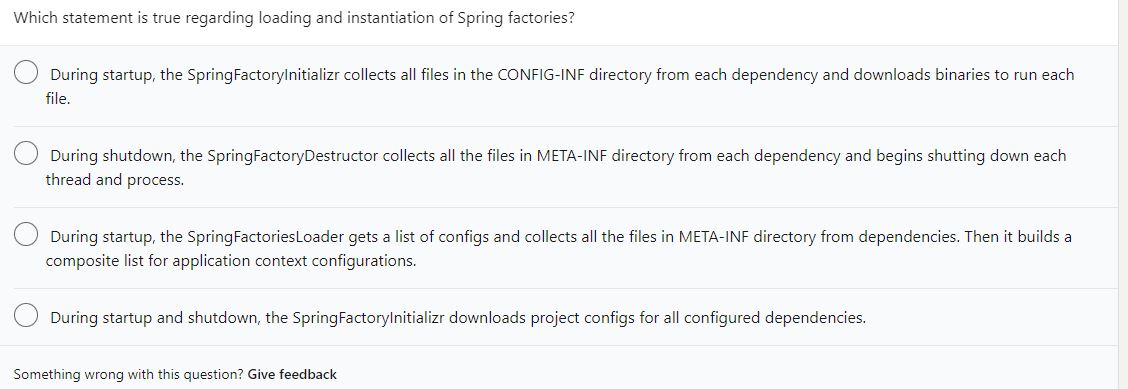 Which statement is true regarding loading and instantiation of Spring factories?
During startup, the SpringFactoryInitializr collects all files in the CONFIG-INF directory from each dependency and downloads binaries to run each
file.
During shutdown, the SpringFactoryDestructor collects all the files in META-INF directory from each dependency and begins shutting down each
thread and process.
During startup, the SpringFactoriesLoader gets a list of configs and collects all the files in META-INF directory from dependencies. Then it builds a
composite list for application context configurations.
During startup and shutdown, the SpringFactoryInitializr downloads project configs for all configured dependencies.
Something wrong with this question? Give feedback